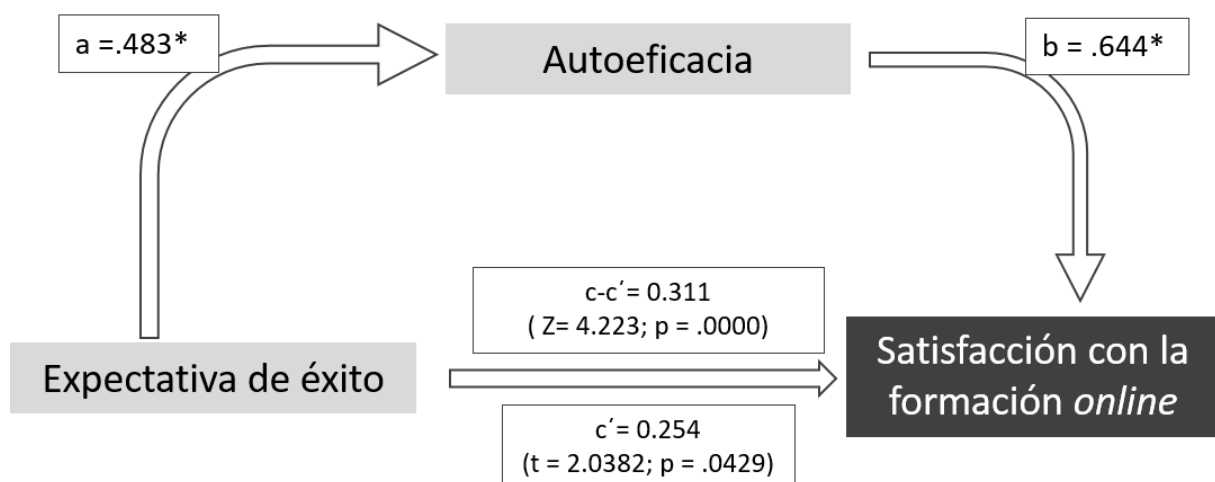 a =.483*
Autoeficacia
b = .644*
c-c´= 0.311
( Z= 4.223; p = .0000)
Expectativa de éxito
Satisfacción con la
formación online
c´= 0.254
(t = 2.0382; p = .0429)